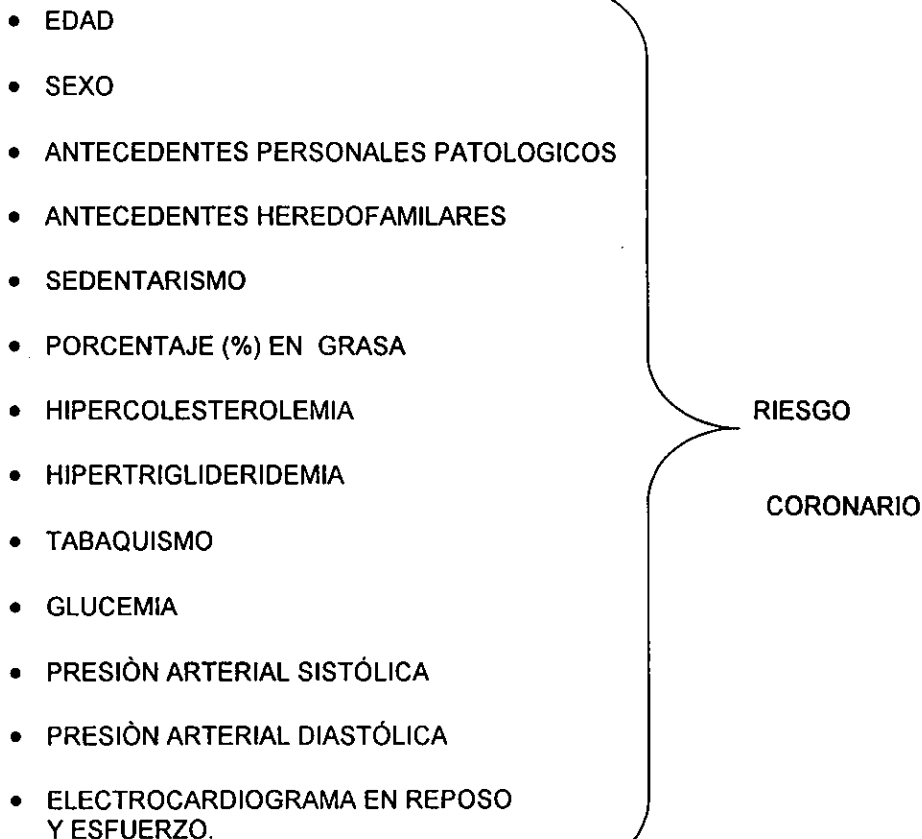 • EDAD
• SEXO
• ANTECEDENTES PERSONALES PATOLOGICOS
• ANTECEDENTES HEREDOFAMILARES
• SEDENTARISMO
• PORCENTAJE (%) EN GRASA
• HIPERCOLESTEROLEMIA
• HIPERTRIGLIDERIDEMIA
• TABAQUISMO
• GLUCEMIA
• PRESIÒN ARTERIAL SISTÓLICA
• PRESIÒN ARTERIAL DIASTÓLICA
• ELECTROCARDIOGRAMA EN REPOSO
Y ESFUERZO.
RIESGO
CORONARIO